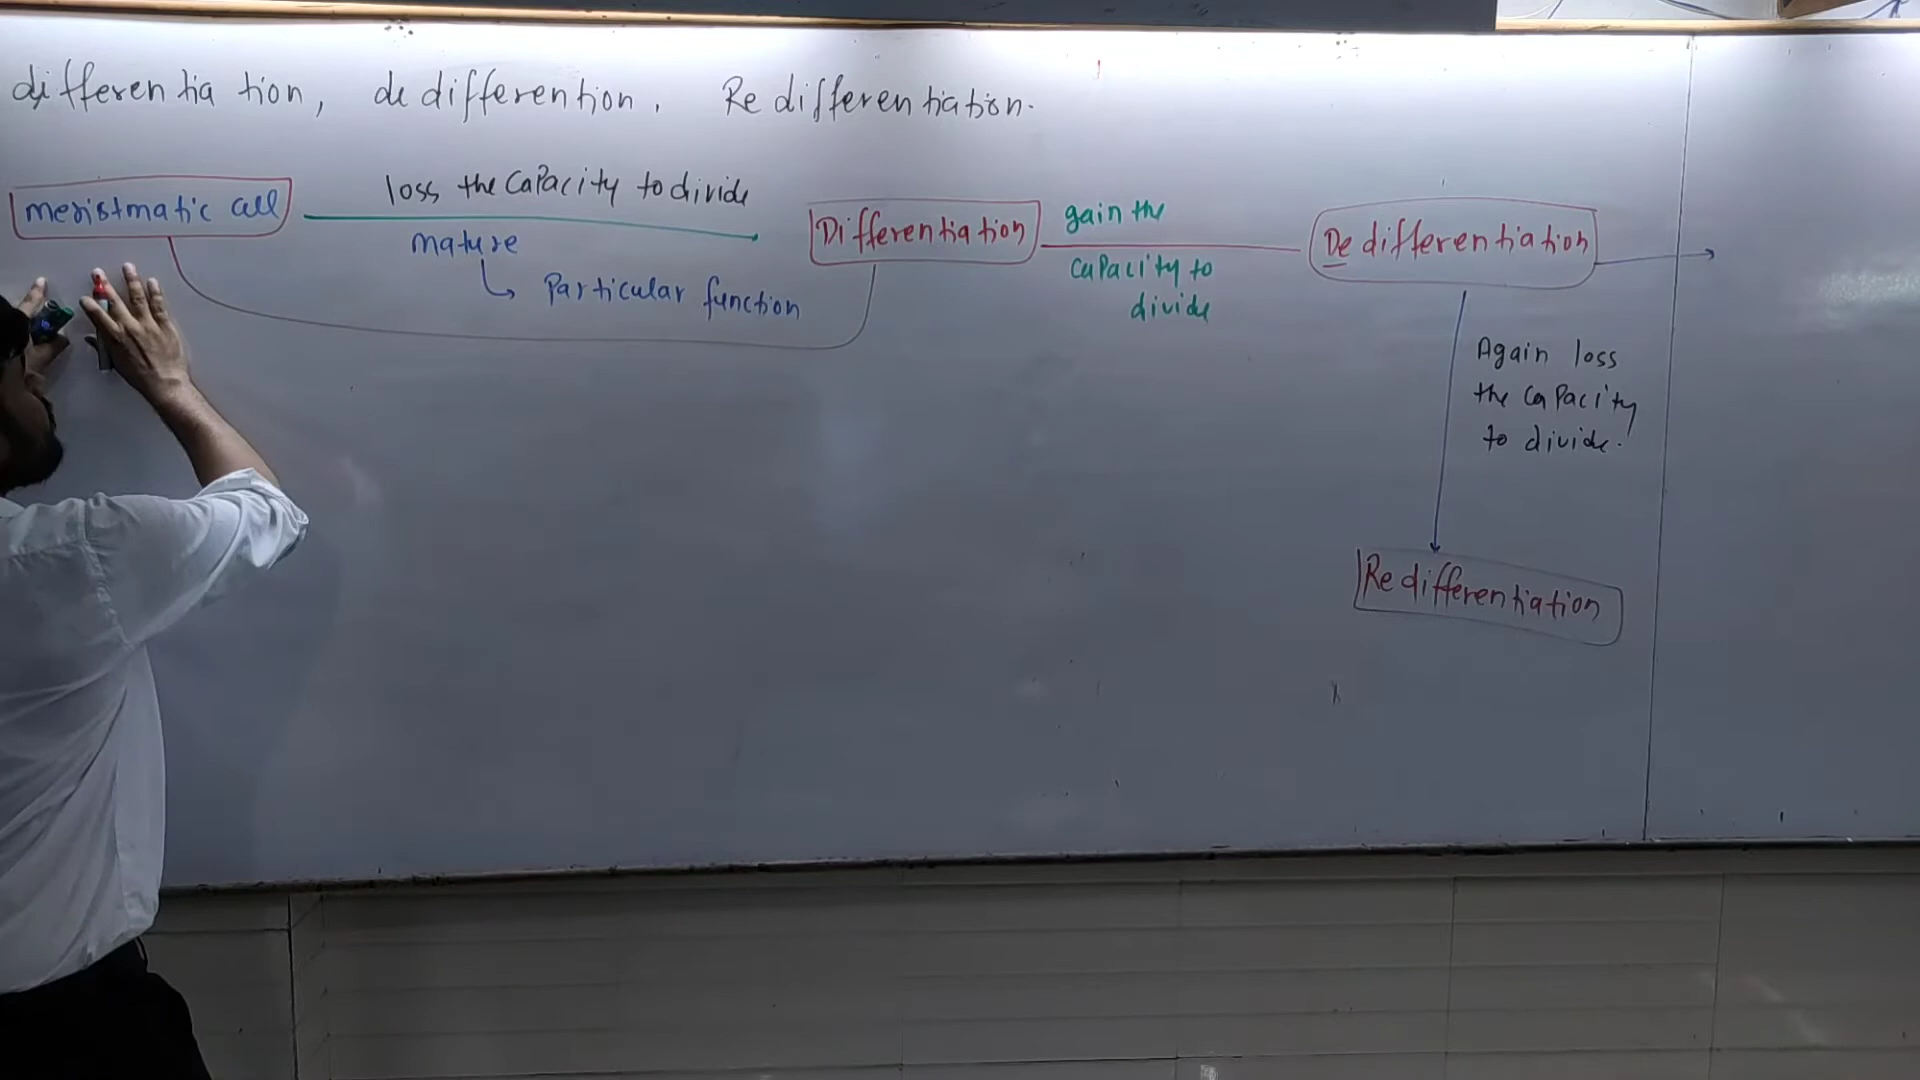 differentiation, dedifferention. Redifferentiation.
meristmatic cell
loss the capacity to divide
mature
Particular function
Differentiation
gain the
capacity to
divide
Dedifferentiation
Again loss
the capacity
to divide.
Redifferentiation